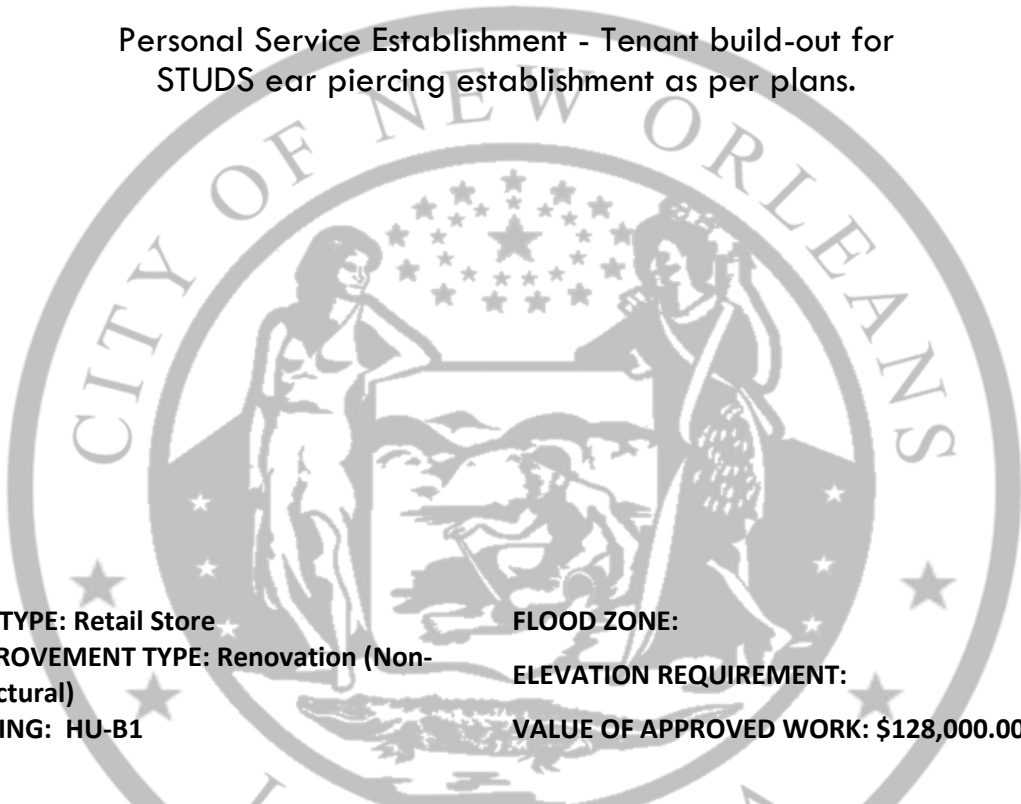 Personal Service Establishment - Tenant build-out for
STUDS ear piercing establishment as per plans.
CITY OF NEW ORLEANS
TYPE: Retail Store
ROVEMENT TYPE: Renovation (Non-
ctural)
ING: HU-B1
FLOOD ZONE:
ELEVATION REQUIREMENT:
VALUE OF APPROVED WORK: $128,000.00